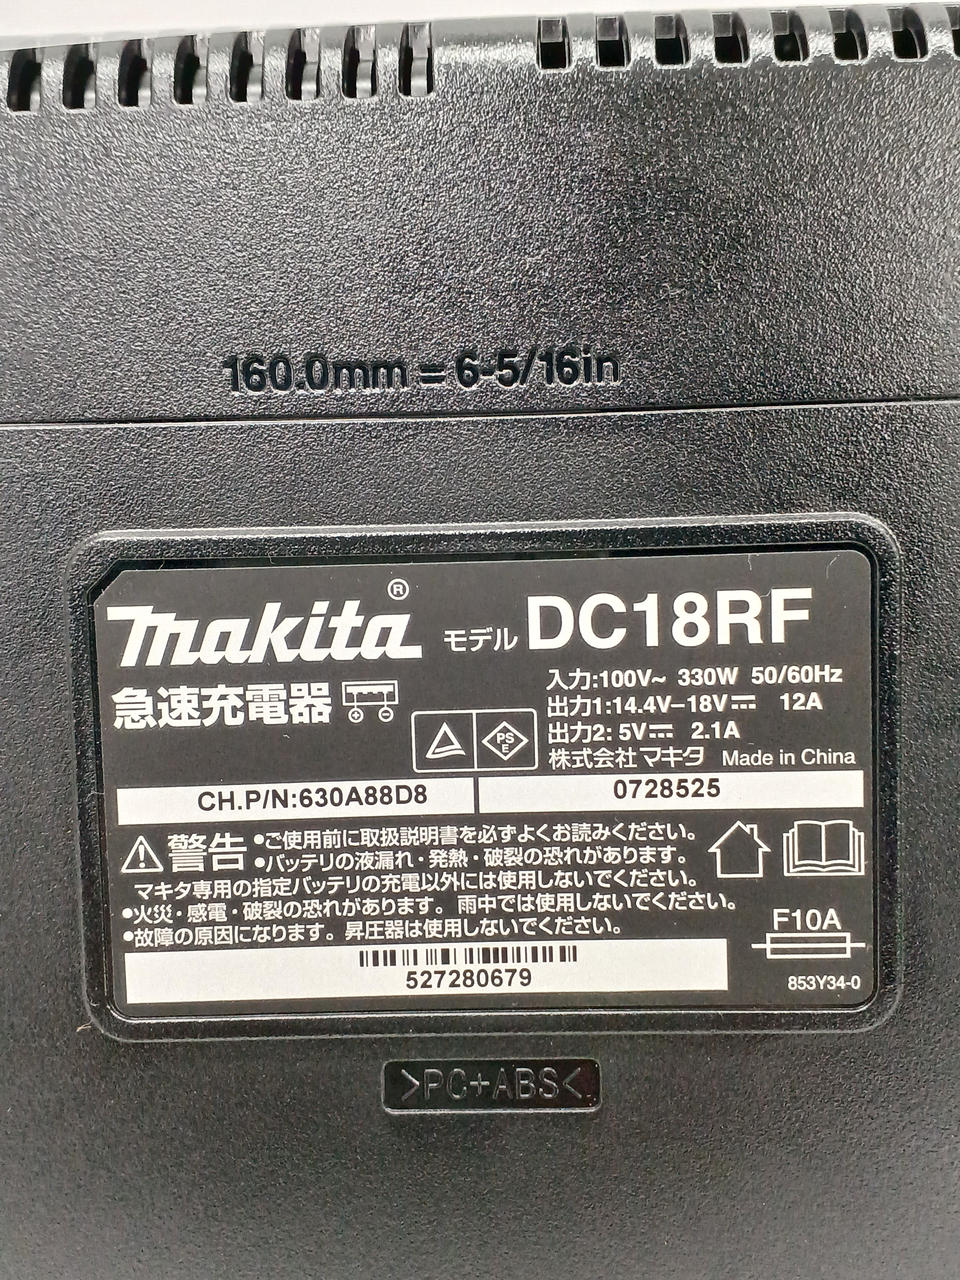 160.0mm = 6-5/16in
makita® モデル DC18RF
急速充電器
入力:100V~ 330W 50/60Hz
出力1:14.4V–18V⎓ 12A
出力2: 5V⎓ 2.1A
PS
E
株式会社 マキタ Made in China
CH.P/N:630A88D8
0728525
警告
•ご使用前に取扱説明書を必ずよくお読みください。
•バッテリの液漏れ・発熱・破裂の恐れがあります。
マキタ専用の指定バッテリの充電以外には使用しないでください。
•火災・感電・破裂の恐れがあります。雨中では使用しないでください。
•故障の原因になります。昇圧器は使用しないでください。
F10A
527280679
853Y34-0
>PC+ABS<